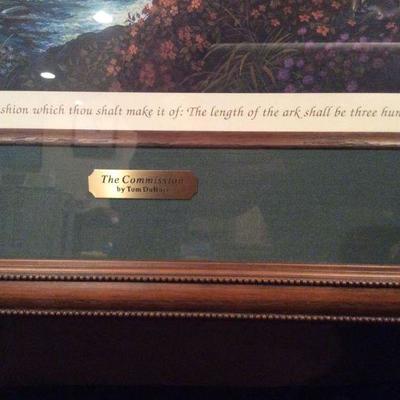 shion which thou shalt make it of: The length of the ark shall be three hun
The Commission
by Tom DuBois